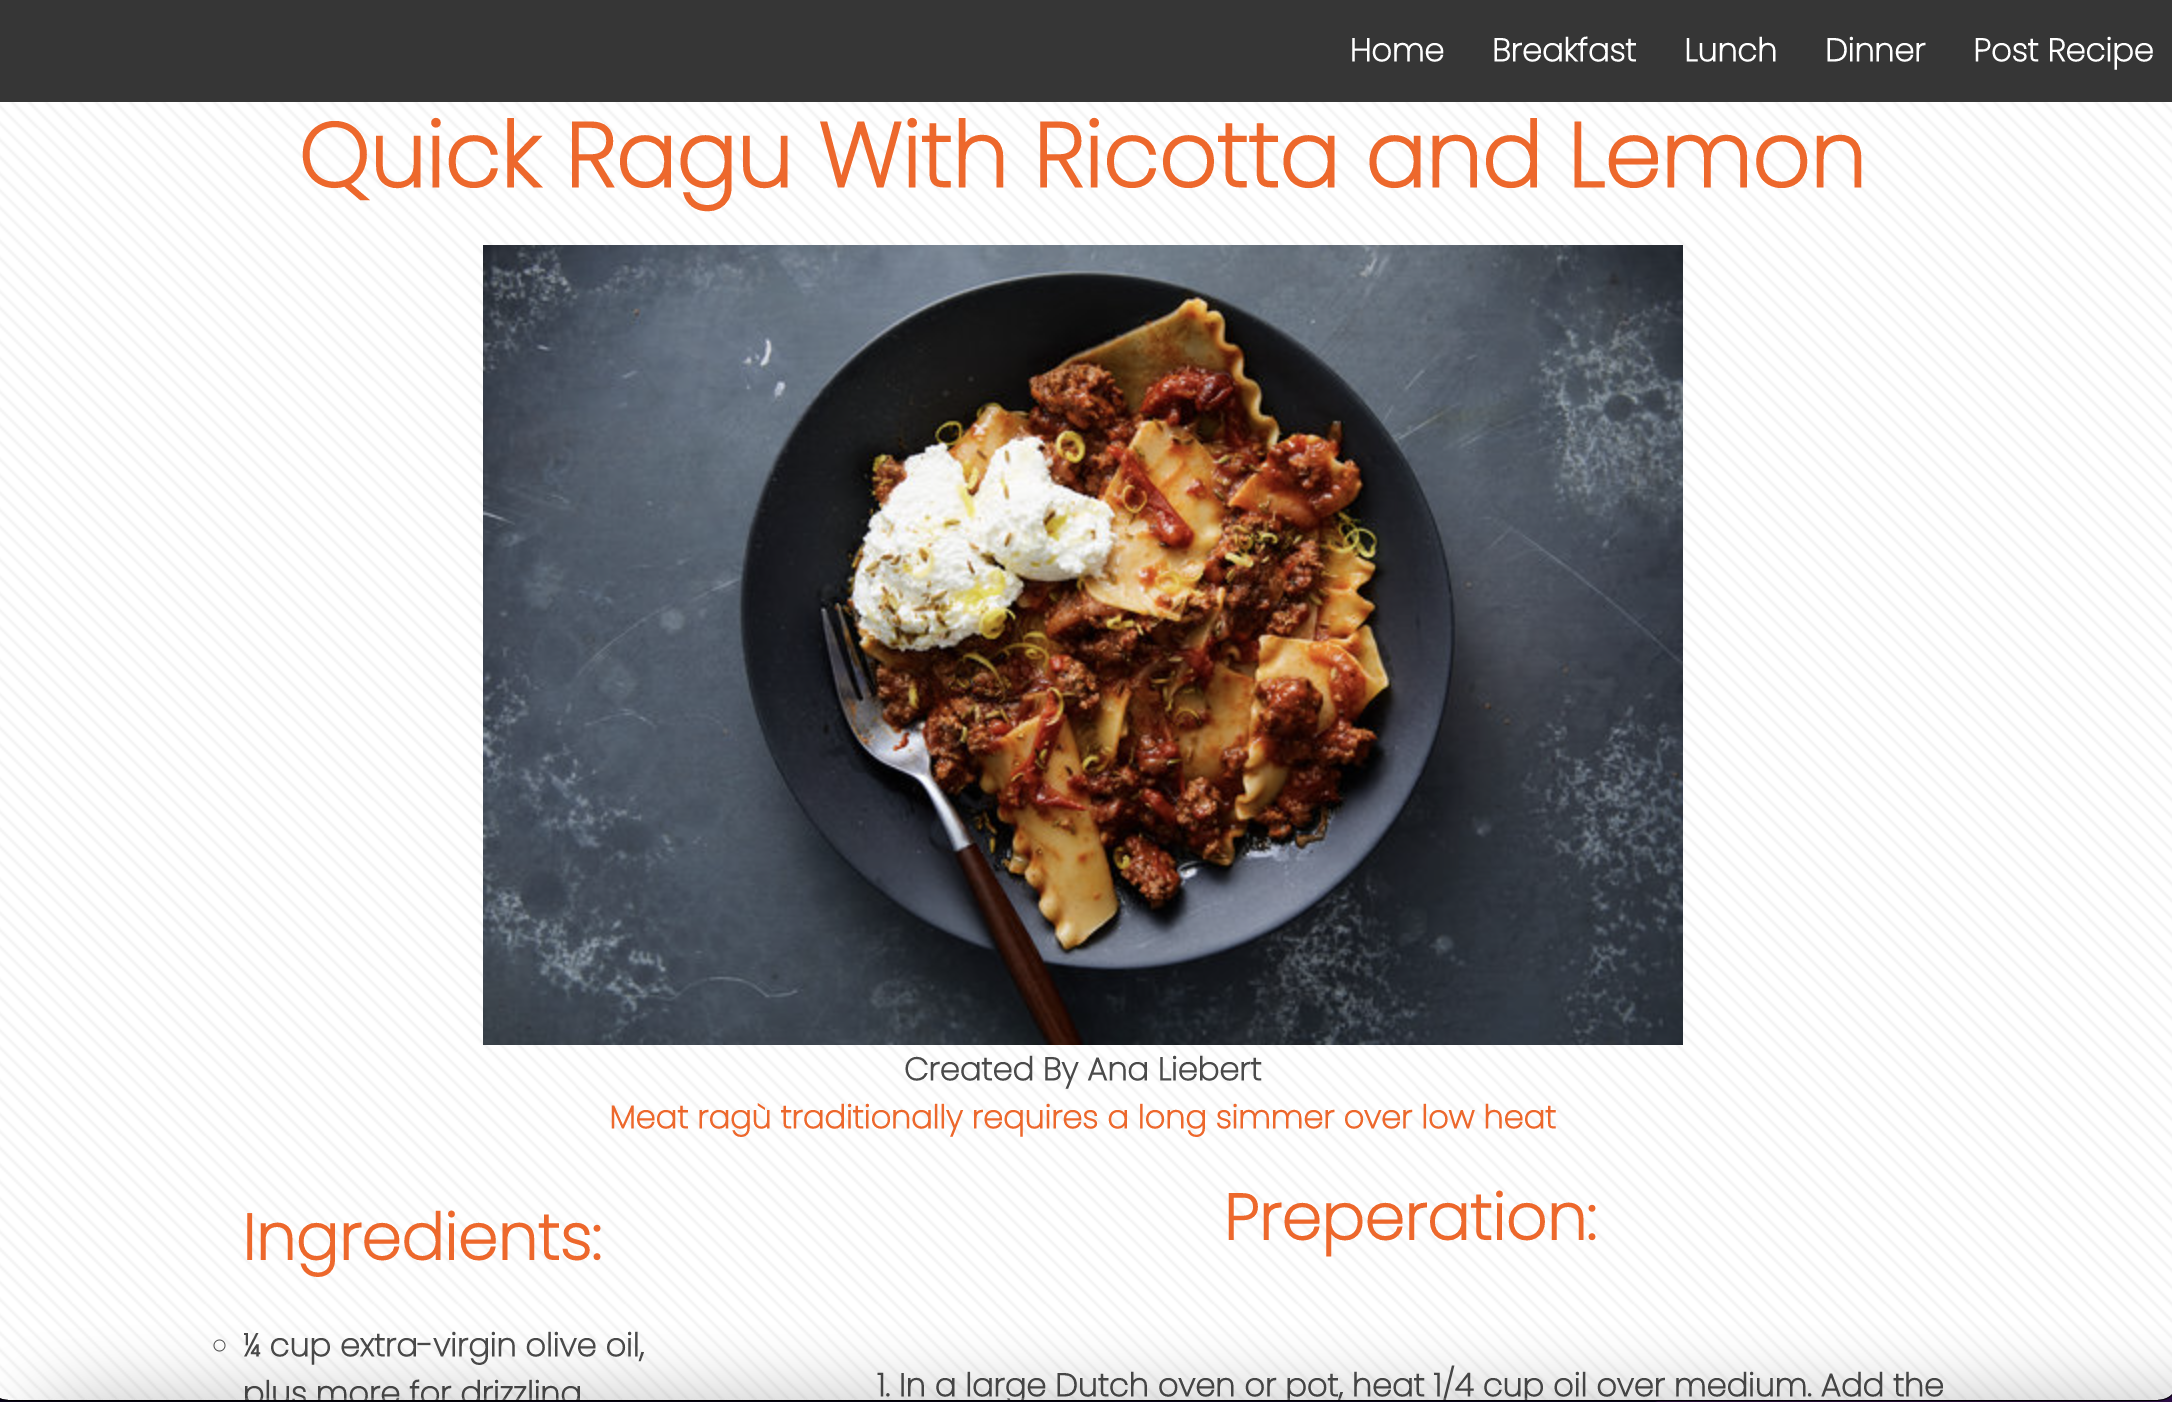 Home Breakfast Lunch Dinner Post Recipe
Quick Ragu With Ricotta and Lemon
Created By Ana Liebert
Meat ragù traditionally requires a long simmer over low heat
Ingredients:
¼ cup extra-virgin olive oil,
plus more for drizzling
Preperation:
1. In a large Dutch oven or pot, heat 1/4 cup oil over medium. Add the